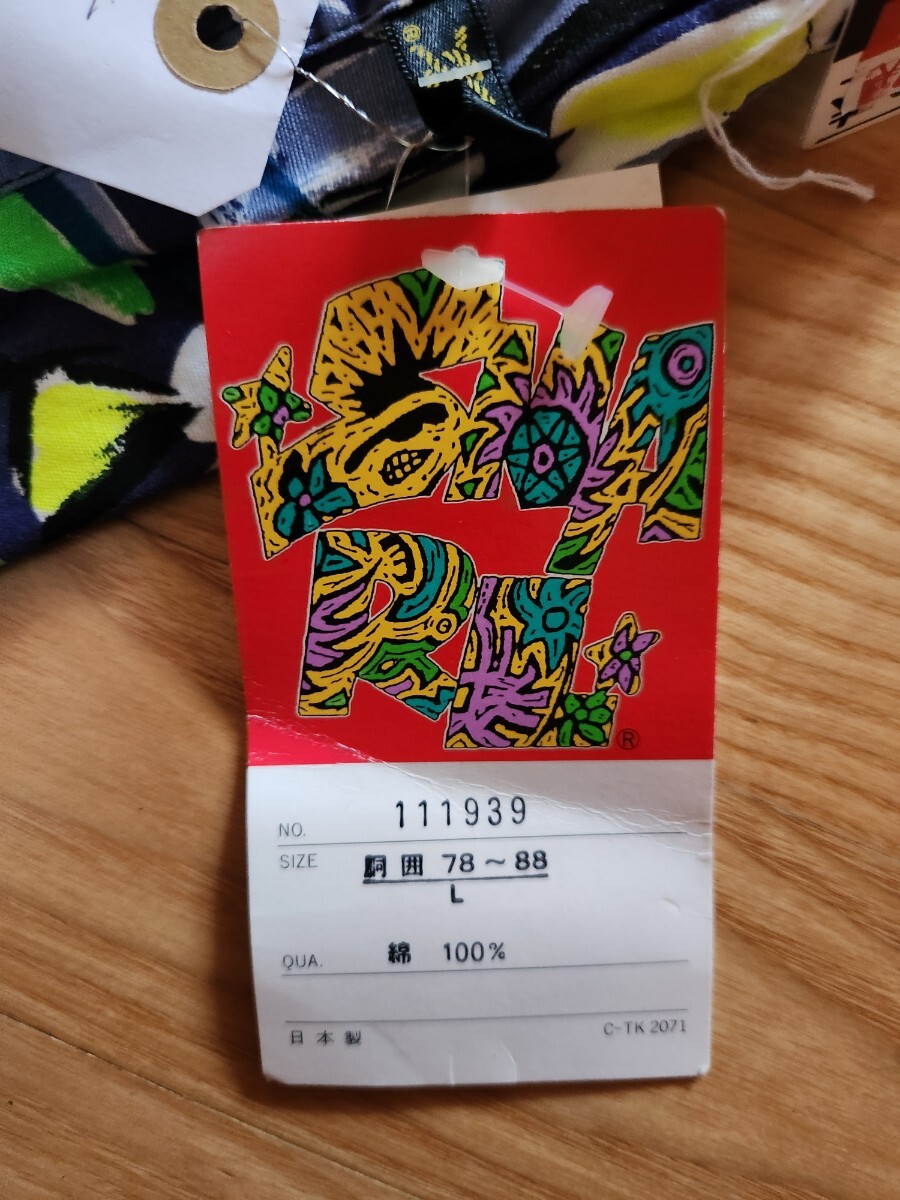 ®
NO. 111939
SIZE 胴囲 78～88
L
QUA. 綿 100%
日本製 C-TK 2071